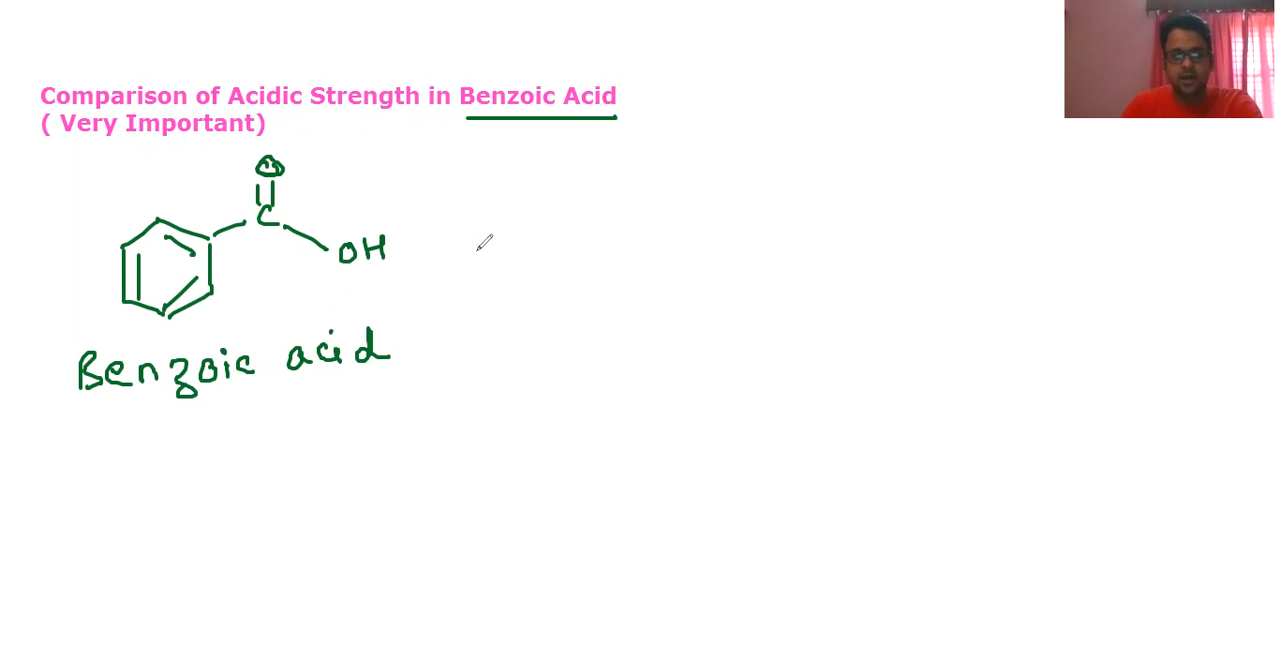 Comparison of Acidic Strength in Benzoic Acid
( Very Important)
O
C
OH
Benzoic acid